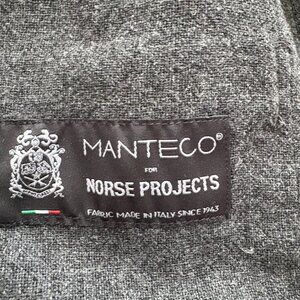 MANTECO®
FOR
NORSE PROJECTS
FABRIC MADE IN ITALY SINCE 1943